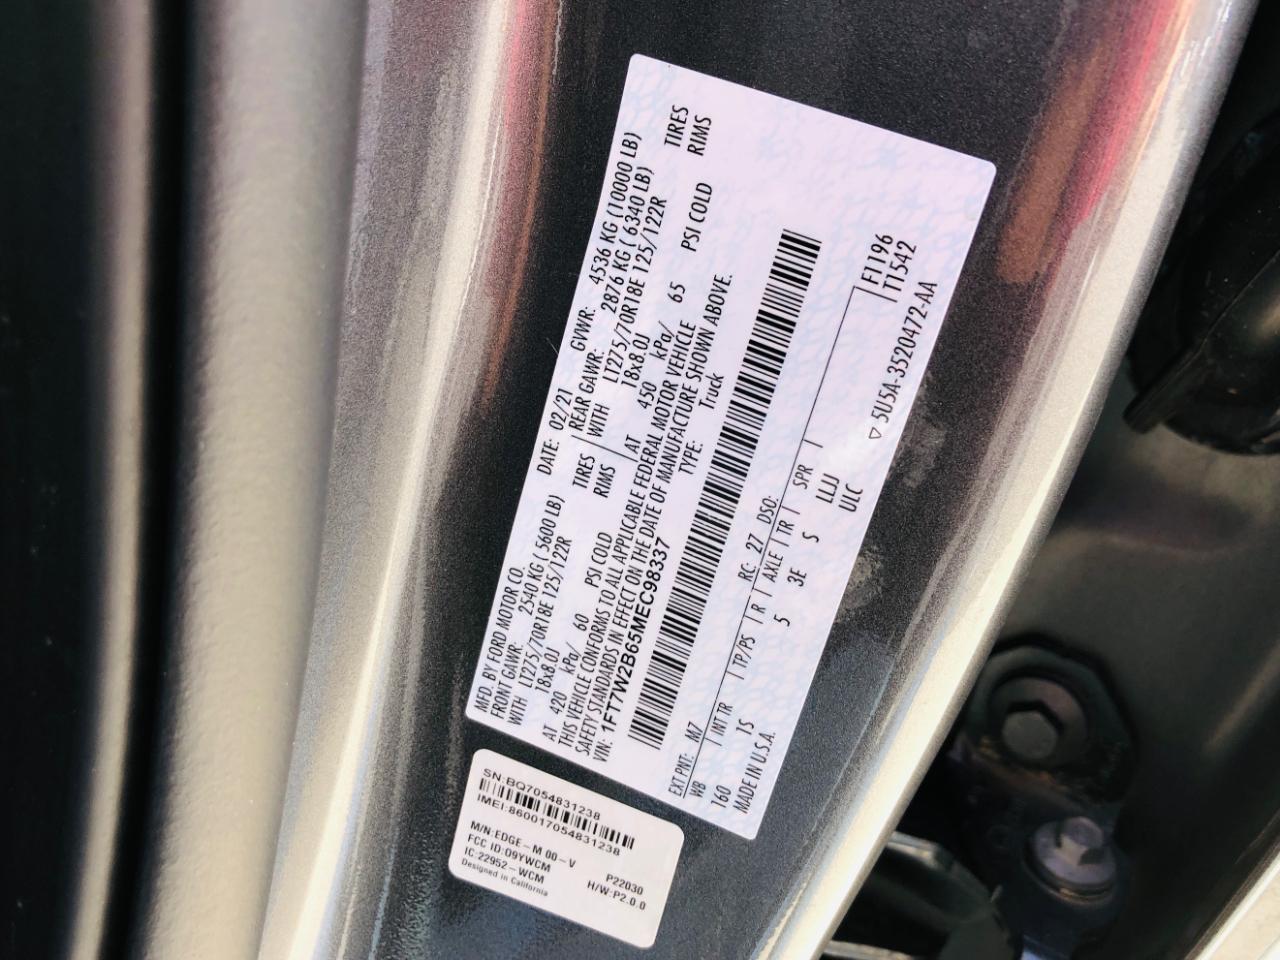 MFD. BY FORD MOTOR CO.
DATE: 02/21 GVWR: 4536 KG (10000 LB)
FRONT GAWR: 2540 KG (5600 LB) REAR GAWR: 2876 KG (6340 LB)
WITH LT275/70R18E 125/122R TIRES WITH LT275/70R18E 125/122R TIRES
18x8.0J RIMS 18x8.0J RIMS
AT 420 kPa/ 60 PSI COLD AT 450 kPa/ 65 PSI COLD
THIS VEHICLE CONFORMS TO ALL APPLICABLE FEDERAL MOTOR VEHICLE
SAFETY STANDARDS IN EFFECT ON THE DATE OF MANUFACTURE SHOWN ABOVE.
VIN: 1FT7W2B65MEC98337 TYPE: Truck
EXT PNT: M7 RC: 27 DSO: F1196
WB INT TR TP/PS R AXLE TR SPR T1542
160 1S 5 3E S LLJJ
MADE IN U.S.A. ULC ▽ 5U5A-3520472-AA
SN:BQ7054831238
IMEI:860017054831238
M/N:EDGE-M 00-V P22030
FCC ID:O9YWCM H/W:P2.0.0
IC:22952-WCM
Designed in California